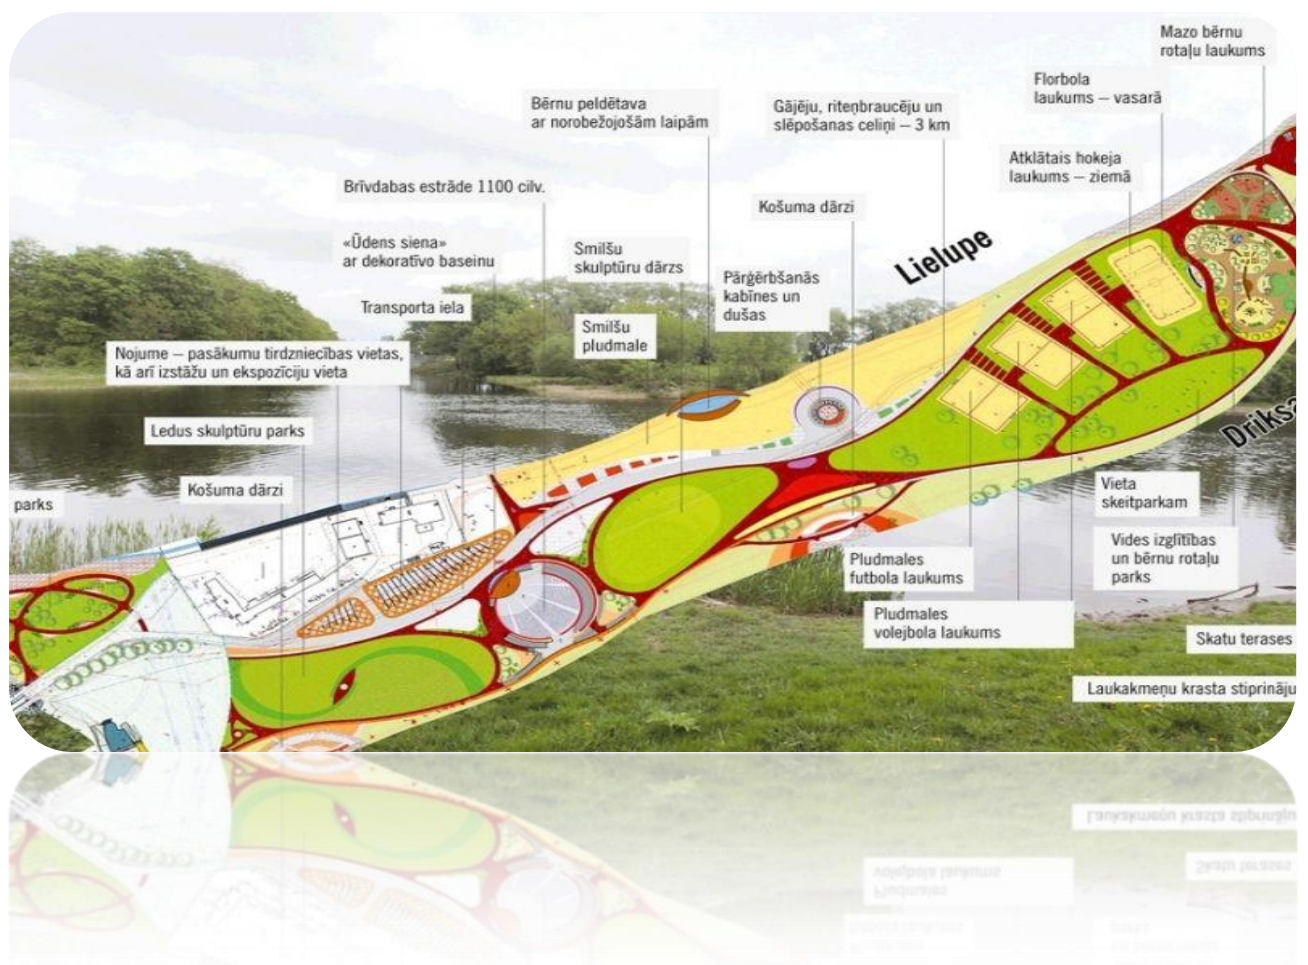 Mazo bērnu
rotaļu laukums
Florbola
laukums – vasarā
Bērnu peldētava
ar norobežojošām laipām
Gājēju, riteņbraucēju un
slēpošanas celiņi – 3 km
Atklātais hokeja
laukums – ziemā
Brīvdabas estrāde 1100 cilv.
Košuma dārzi
«Ūdens siena»
ar dekoratīvo baseinu
Smilšu
skulptūru dārzs
Lielupe
Pārģērbšanās
kabīnes un
dušas
Transporta iela
Smilšu
pludmale
Nojume – pasākumu tirdzniecības vietas,
kā arī izstāžu un ekspozīciju vieta
Driksa
Ledus skulptūru parks
Košuma dārzi
parks
Vieta
skeitparkam
Vides izglītības
un bērnu rotaļu
parks
Pludmales
futbola laukums
Pludmales
volejbola laukums
Skatu terases
Laukakmeņu krasta stiprināju